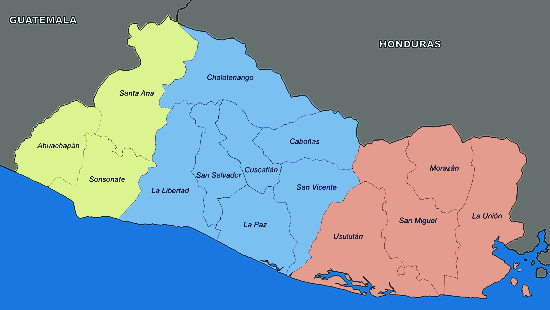 GUATEMALA
HONDURAS
Chalatenango
Santa Ana
Ahuachapán
Sonsonate
La Libertad
San Salvador
Cuscatlán
Cabañas
San Vicente
La Paz
Usulután
San Miguel
Morazán
La Unión